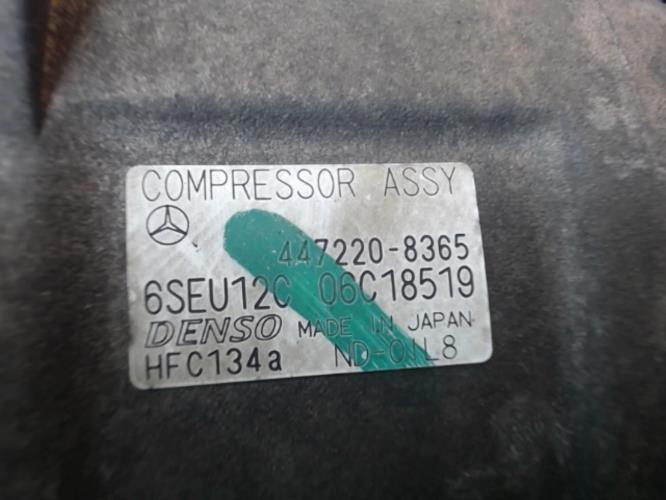 COMPRESSOR ASSY
447220-8365
6SEU12C 06C18519
DENSO MADE IN JAPAN
HFC134a ND-OIL8